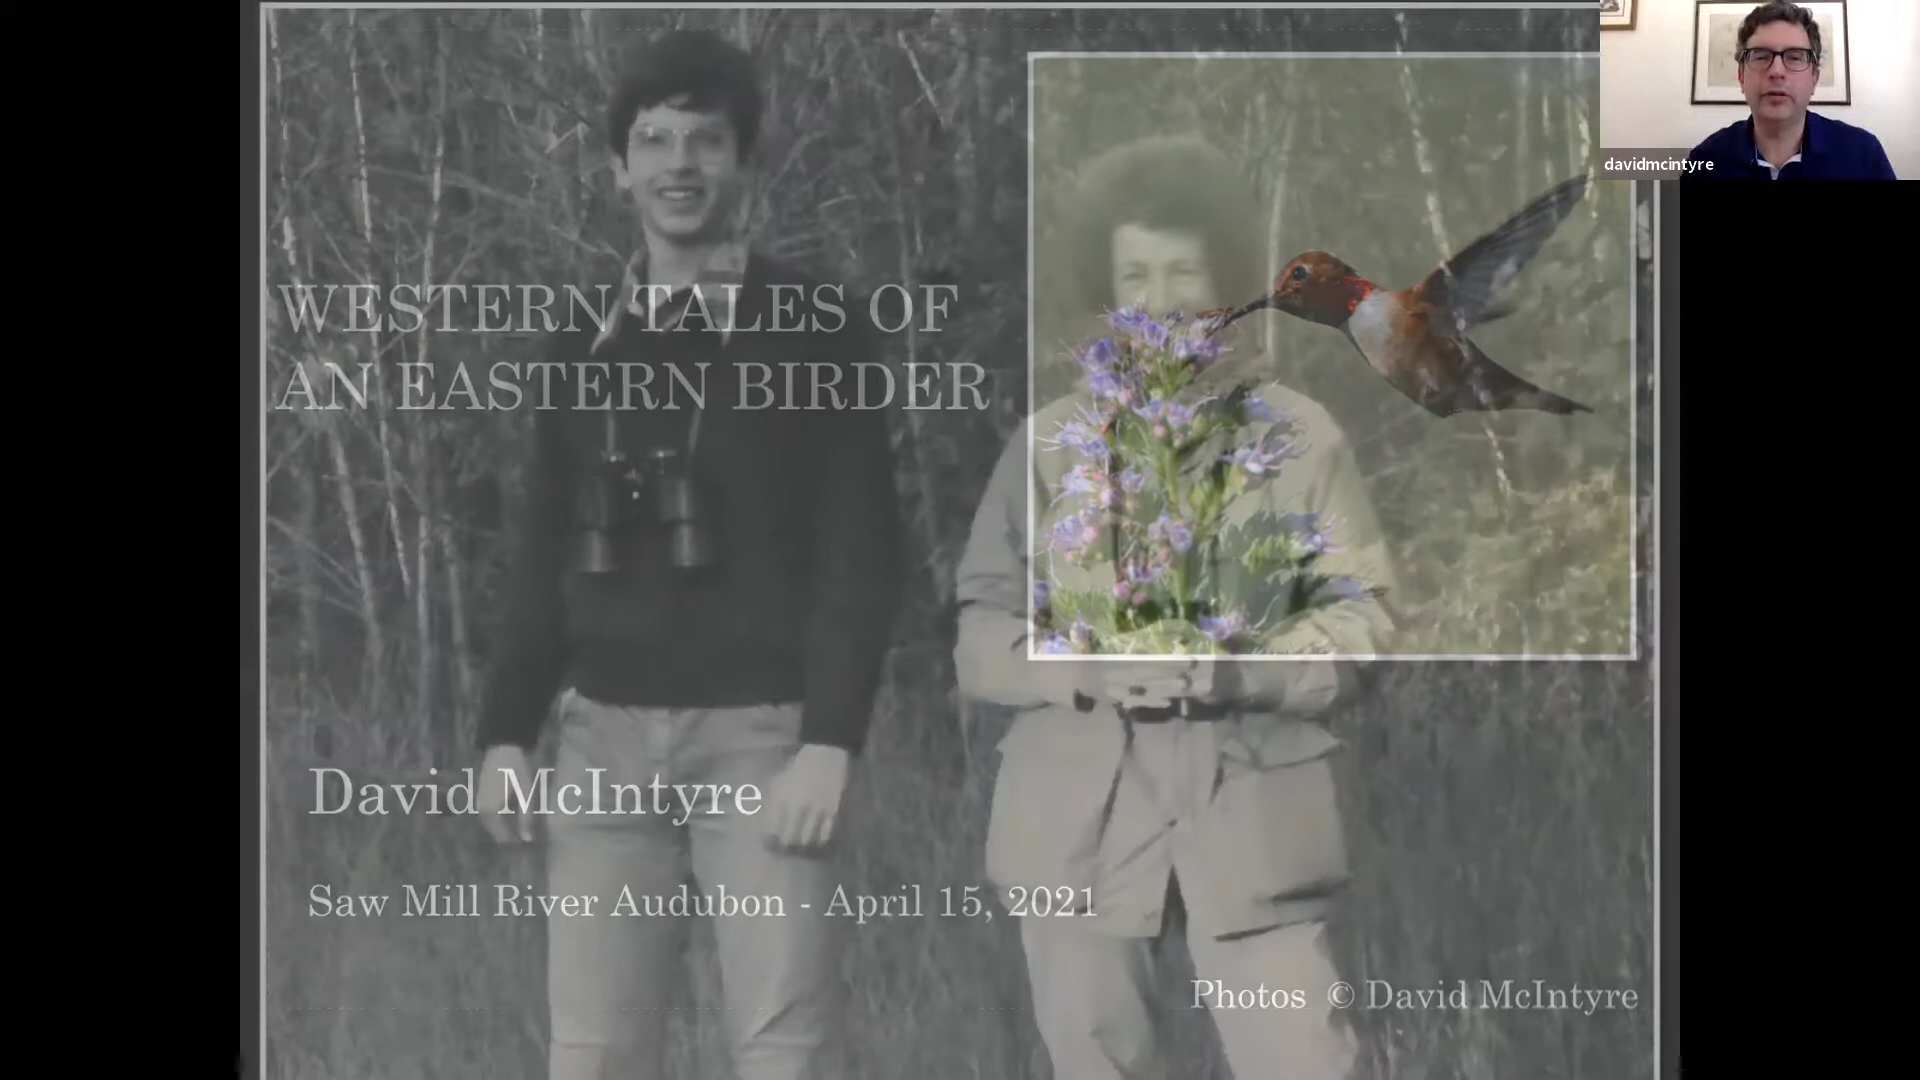 davidmcintyre
WESTERN TALES OF
AN EASTERN BIRDER
David McIntyre
Saw Mill River Audubon - April 15, 2021
Photos © David McIntyre